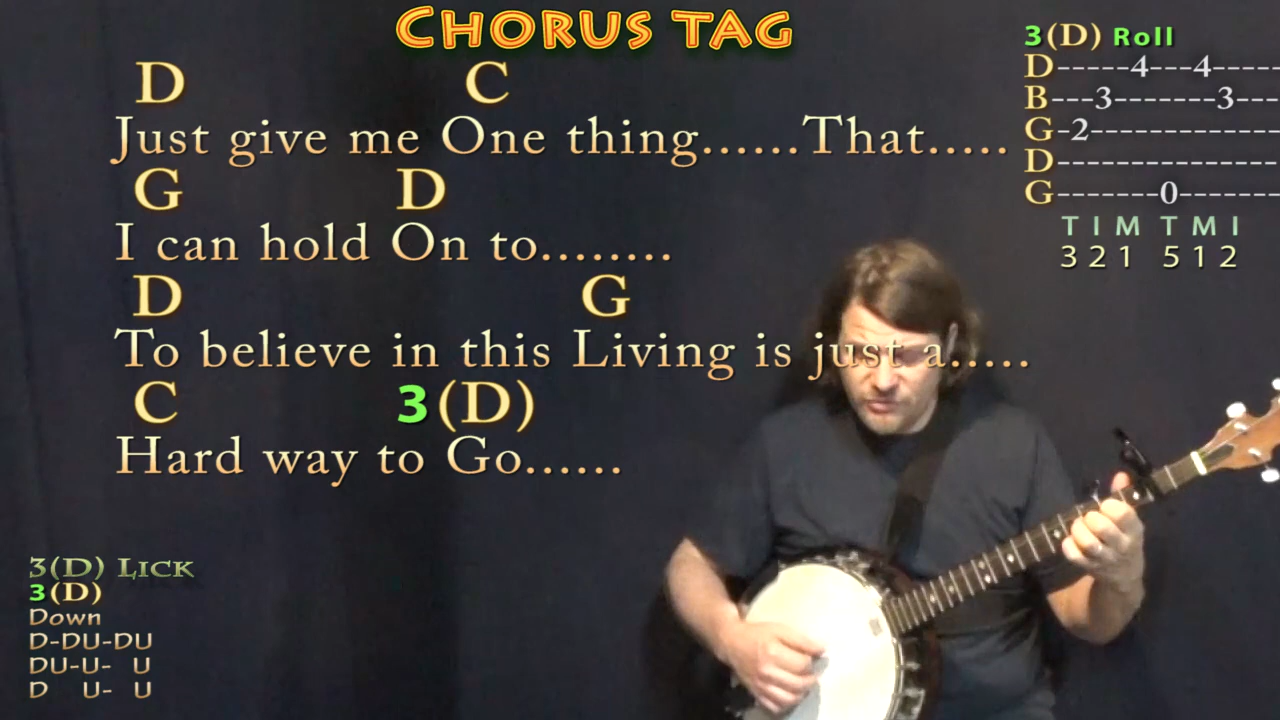 CHORUS TAG
D C
Just give me One thing......That.....
G D
I can hold On to........
D G
To believe in this Living is just a.....
C 3(D)
Hard way to Go......
3(D) Roll
D-----4---4----
B---3-------3---
G-2-------------
D---------------
G-------0-------
T I M T M I
3 2 1 5 1 2
3(D) LICK
3(D)
Down
D-DU-DU
DU-U- U
D U- U